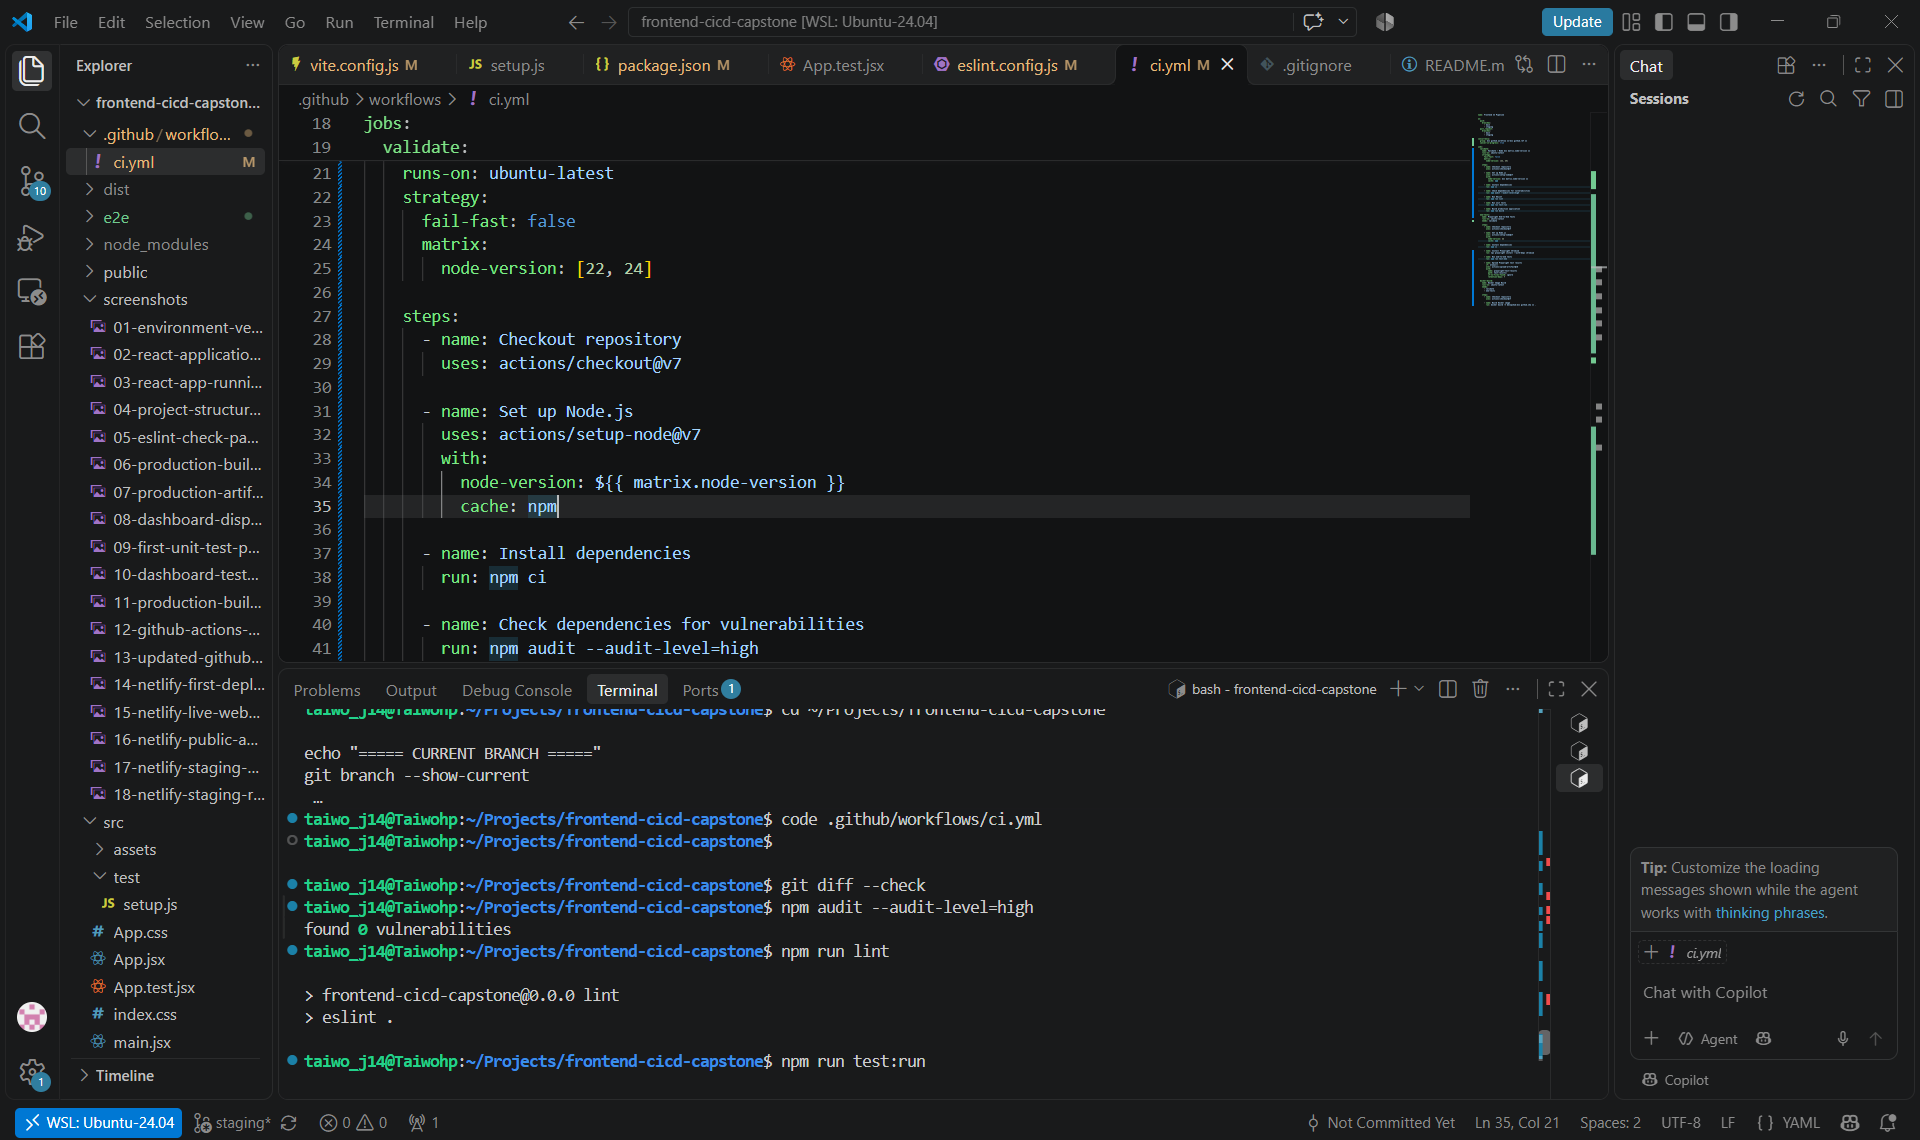 File Edit Selection View Go Run Terminal Help
frontend-cicd-capstone [WSL: Ubuntu-24.04]
Update
Explorer
frontend-cicd-capston...
.github/workflo...
ci.yml M
dist
e2e
node_modules
public
screenshots
01-environment-ve...
02-react-applicatio...
03-react-app-runni...
04-project-structur...
05-eslint-check-pa...
06-production-buil...
07-production-artif...
08-dashboard-disp...
09-first-unit-test-p...
10-dashboard-test...
11-production-buil...
12-github-actions-...
13-updated-github...
14-netlify-first-depl...
15-netlify-live-web...
16-netlify-public-a...
17-netlify-staging-...
18-netlify-staging-r...
src
assets
test
JS setup.js
# App.css
App.jsx
App.test.jsx
# index.css
main.jsx
Timeline
10
1
vite.config.js M
JS setup.js
{} package.json M
App.test.jsx
eslint.config.js M
! ci.yml M
.gitignore
README.m
.github > workflows > ! ci.yml
18 jobs:
19 validate:
21 runs-on: ubuntu-latest
22 strategy:
23 fail-fast: false
24 matrix:
25 node-version: [22, 24]
26
27 steps:
28 - name: Checkout repository
29 uses: actions/checkout@v7
30
31 - name: Set up Node.js
32 uses: actions/setup-node@v7
33 with:
34 node-version: ${{ matrix.node-version }}
35 cache: npm
36
37 - name: Install dependencies
38 run: npm ci
39
40 - name: Check dependencies for vulnerabilities
41 run: npm audit --audit-level=high
Problems Output Debug Console Terminal Ports 1
bash - frontend-cicd-capstone
taiwo_j14@Taiwohp:~/Projects/frontend-cicd-capstone$ cd ~/Projects/frontend-cicd-capstone
echo "===== CURRENT BRANCH ====="
git branch --show-current
…
taiwo_j14@Taiwohp:~/Projects/frontend-cicd-capstone$ code .github/workflows/ci.yml
taiwo_j14@Taiwohp:~/Projects/frontend-cicd-capstone$
taiwo_j14@Taiwohp:~/Projects/frontend-cicd-capstone$ git diff --check
taiwo_j14@Taiwohp:~/Projects/frontend-cicd-capstone$ npm audit --audit-level=high
found 0 vulnerabilities
taiwo_j14@Taiwohp:~/Projects/frontend-cicd-capstone$ npm run lint
> frontend-cicd-capstone@0.0.0 lint
> eslint .
taiwo_j14@Taiwohp:~/Projects/frontend-cicd-capstone$ npm run test:run
Chat
Sessions
Tip: Customize the loading
messages shown while the agent
works with thinking phrases.
! ci.yml
Chat with Copilot
Agent
Copilot
WSL: Ubuntu-24.04
staging*
0 0
1
Not Committed Yet
Ln 35, Col 21
Spaces: 2
UTF-8
LF
{ } YAML